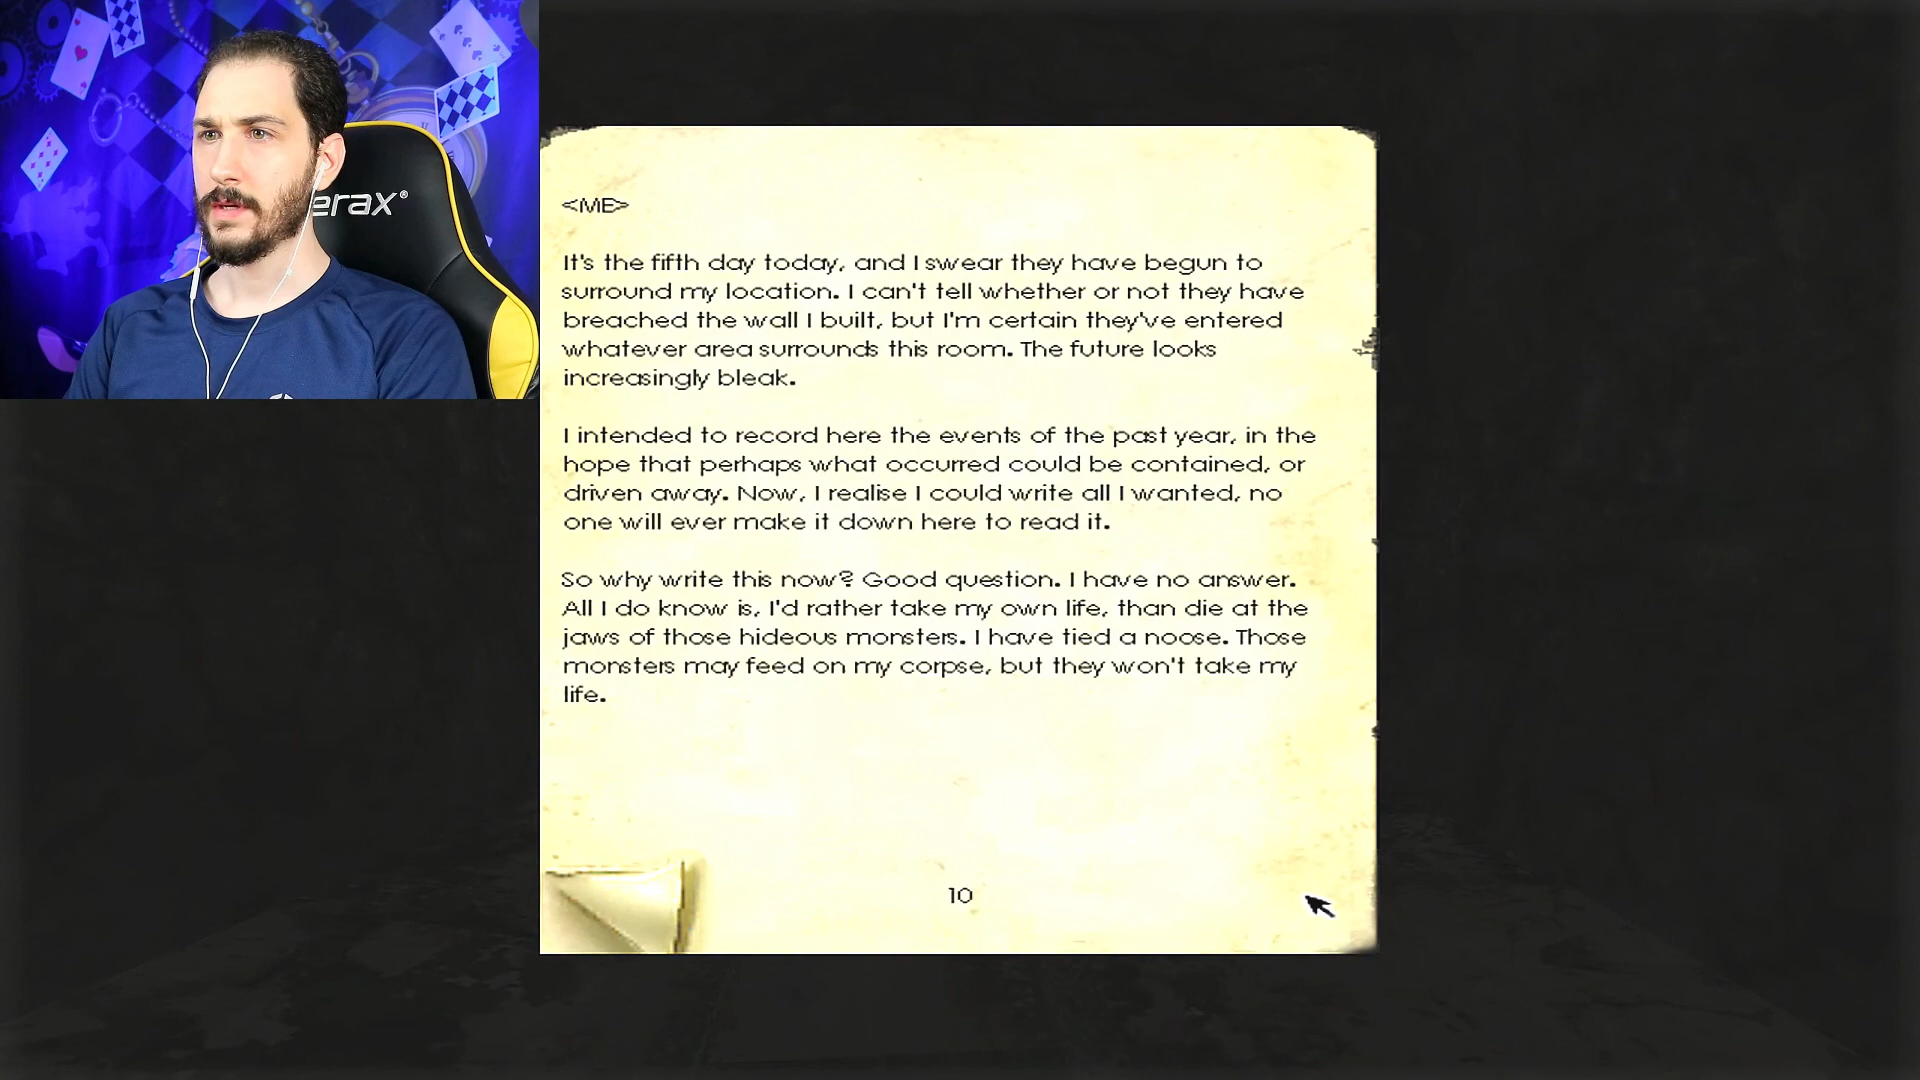 erax®
<ME>
It's the fifth day today, and I swear they have begun to
surround my location. I can't tell whether or not they have
breached the wall I built, but I'm certain they've entered
whatever area surrounds this room. The future looks
increasingly bleak.
I intended to record here the events of the past year, in the
hope that perhaps what occurred could be contained, or
driven away. Now, I realise I could write all I wanted, no
one will ever make it down here to read it.
So why write this now? Good question. I have no answer.
All I do know is, I'd rather take my own life, than die at the
jaws of those hideous monsters. I have tied a noose. Those
monsters may feed on my corpse, but they won't take my
life.
10